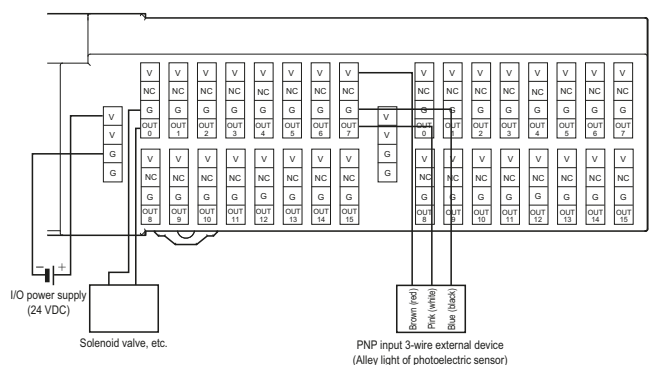 V V V V V V V V V V V V V V V V
NC NC NC NC NC NC NC NC NC NC NC NC NC NC NC NC
G G G G G G G G G G G G G G G G
OUT 0 OUT 1 OUT 2 OUT 3 OUT 4 OUT 5 OUT 6 OUT 7 OUT 0 OUT 1 OUT 2 OUT 3 OUT 4 OUT 5 OUT 6 OUT 7
V V
V V
G G
G G
V V V V V V V V V V V V V V V V
NC NC NC NC NC NC NC NC NC NC NC NC NC NC NC NC
G G G G G G G G G G G G G G G G
OUT 8 OUT 9 OUT 10 OUT 11 OUT 12 OUT 13 OUT 14 OUT 15 OUT 8 OUT 9 OUT 10 OUT 11 OUT 12 OUT 13 OUT 14 OUT 15
− +
I/O power supply
(24 VDC)
Solenoid valve, etc.
Brown (red)
Pink (white)
Blue (black)
PNP input 3-wire external device
(Alley light of photoelectric sensor)